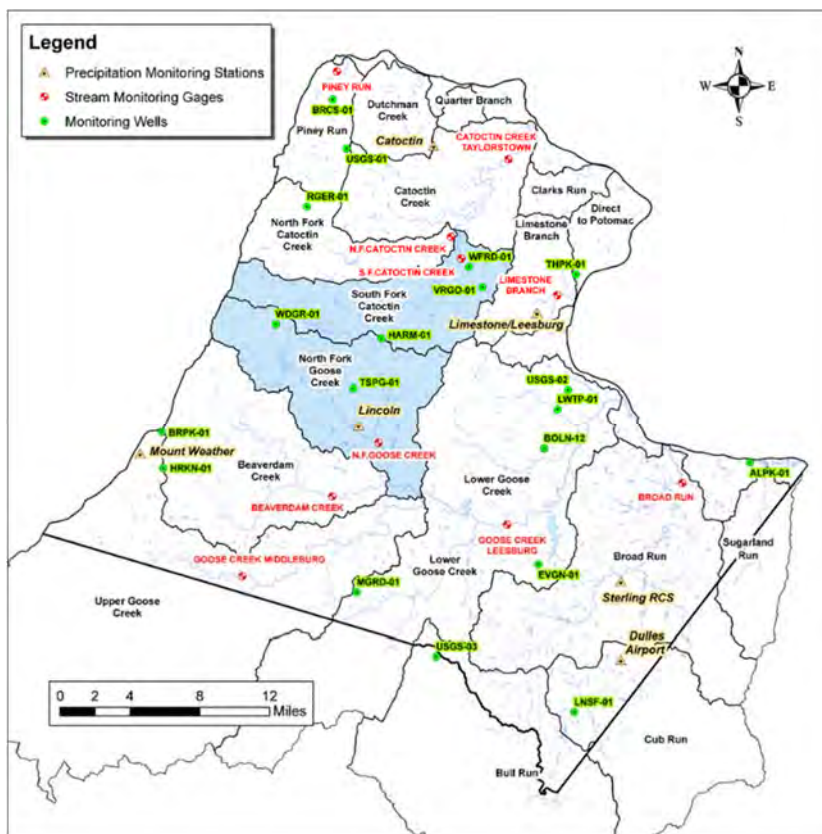 Legend
Precipitation Monitoring Stations
Stream Monitoring Gages
Monitoring Wells
N
W
E
S
PINEY RUN
BRCS-01
Dutchman
Creek
Quarter Branch
Piney Run
Catoctin
CATOCTIN CREEK
TAYLORSTOWN
USGS-01
Catoctin
Creek
Clarks Run
Direct
to Potomac
RGER-01
North Fork
Catoctin
Creek
Limestone
Branch
N.F.CATOCTIN CREEK
WFRD-01
S.F.CATOCTIN CREEK
THPK-01
VRGO-01
LIMESTONE
BRANCH
South Fork
Catoctin
Creek
WDGR-01
Limestone/Leesburg
HARM-01
North Fork
Goose
Creek
TSPG-01
USGS-02
LWTP-01
Lincoln
BRPK-01
Mount Weather
N.F.GOOSE CREEK
BOLN-12
HRKN-01
Beaverdam
Creek
Lower Goose
Creek
ALPK-01
BEAVERDAM CREEK
BROAD RUN
GOOSE CREEK
LEESBURG
Sugarland
Run
GOOSE CREEK MIDDLEBURG
Lower
Goose Creek
Broad Run
EVGN-01
Upper Goose
Creek
MGRD-01
Sterling RCS
USGS-03
Dulles
Airport
0 2 4 8 12
Miles
LNSF-01
Cub Run
Bull Run